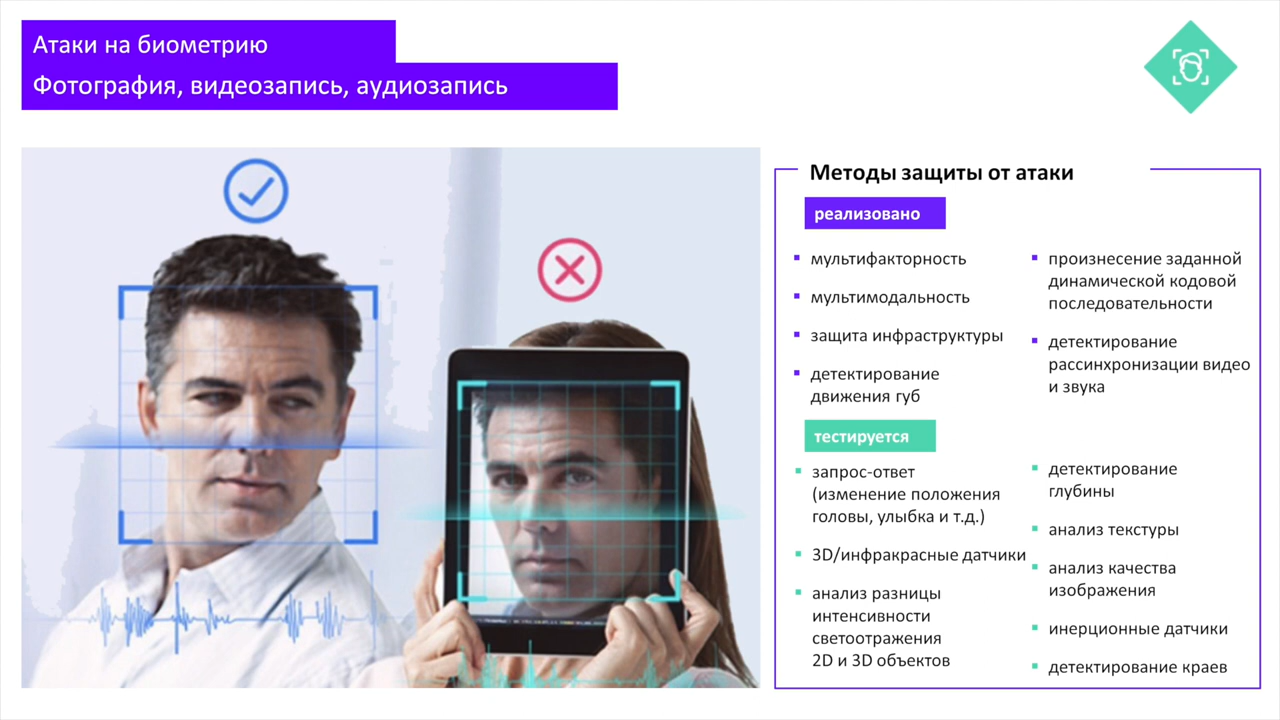 Атаки на биометрию
Фотография, видеозапись, аудиозапись
Методы защиты от атаки
реализовано
мультифакторность
мультимодальность
защита инфраструктуры
детектирование
движения губ
произнесение заданной
динамической кодовой
последовательности
детектирование
рассинхронизации видео
и звука
тестируется
запрос-ответ
(изменение положения
головы, улыбка и т.д.)
3D/инфракрасные датчики
анализ разницы
интенсивности
светоотражения
2D и 3D объектов
детектирование
глубины
анализ текстуры
анализ качества
изображения
инерционные датчики
детектирование краев